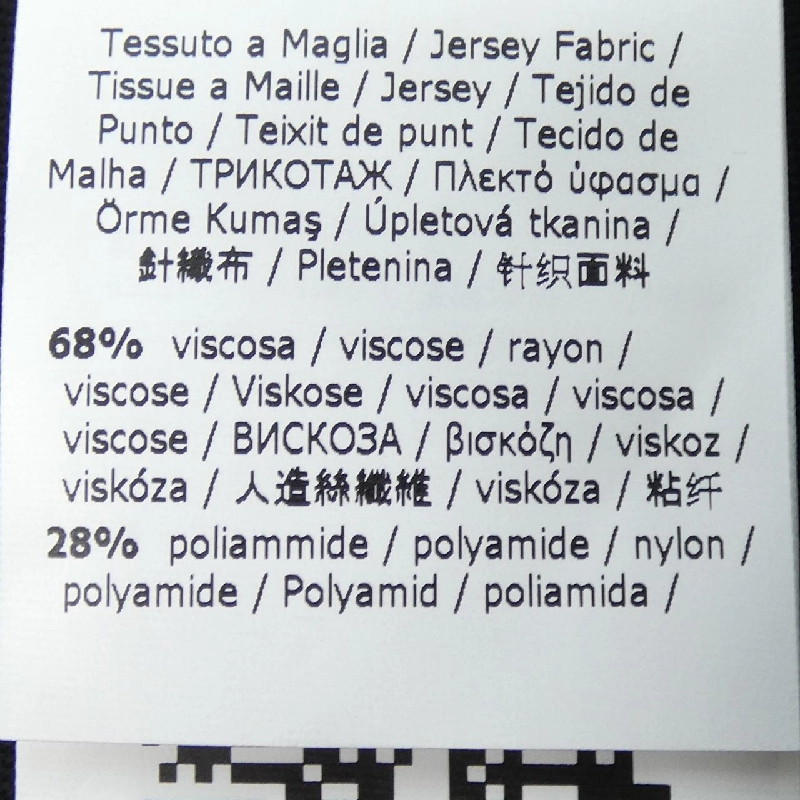 Tessuto a Maglia / Jersey Fabric /
Tissue a Maille / Jersey / Tejido de
Punto / Teixit de punt / Tecido de
Malha / ТРИКОТАЖ / Πλεκτό ύφασμα /
Örme Kumaş / Úpletová tkanina /
針織布 / Pletenina / 针织面料
68% viscosa / viscose / rayon /
viscose / Viskose / viscosa / viscosa /
viscose / ВИСКОЗА / βισκόζη / viskoz /
viskóza / 人造絲纖維 / viskóza / 粘纤
28% poliammide / polyamide / nylon /
polyamide / Polyamid / poliamida /